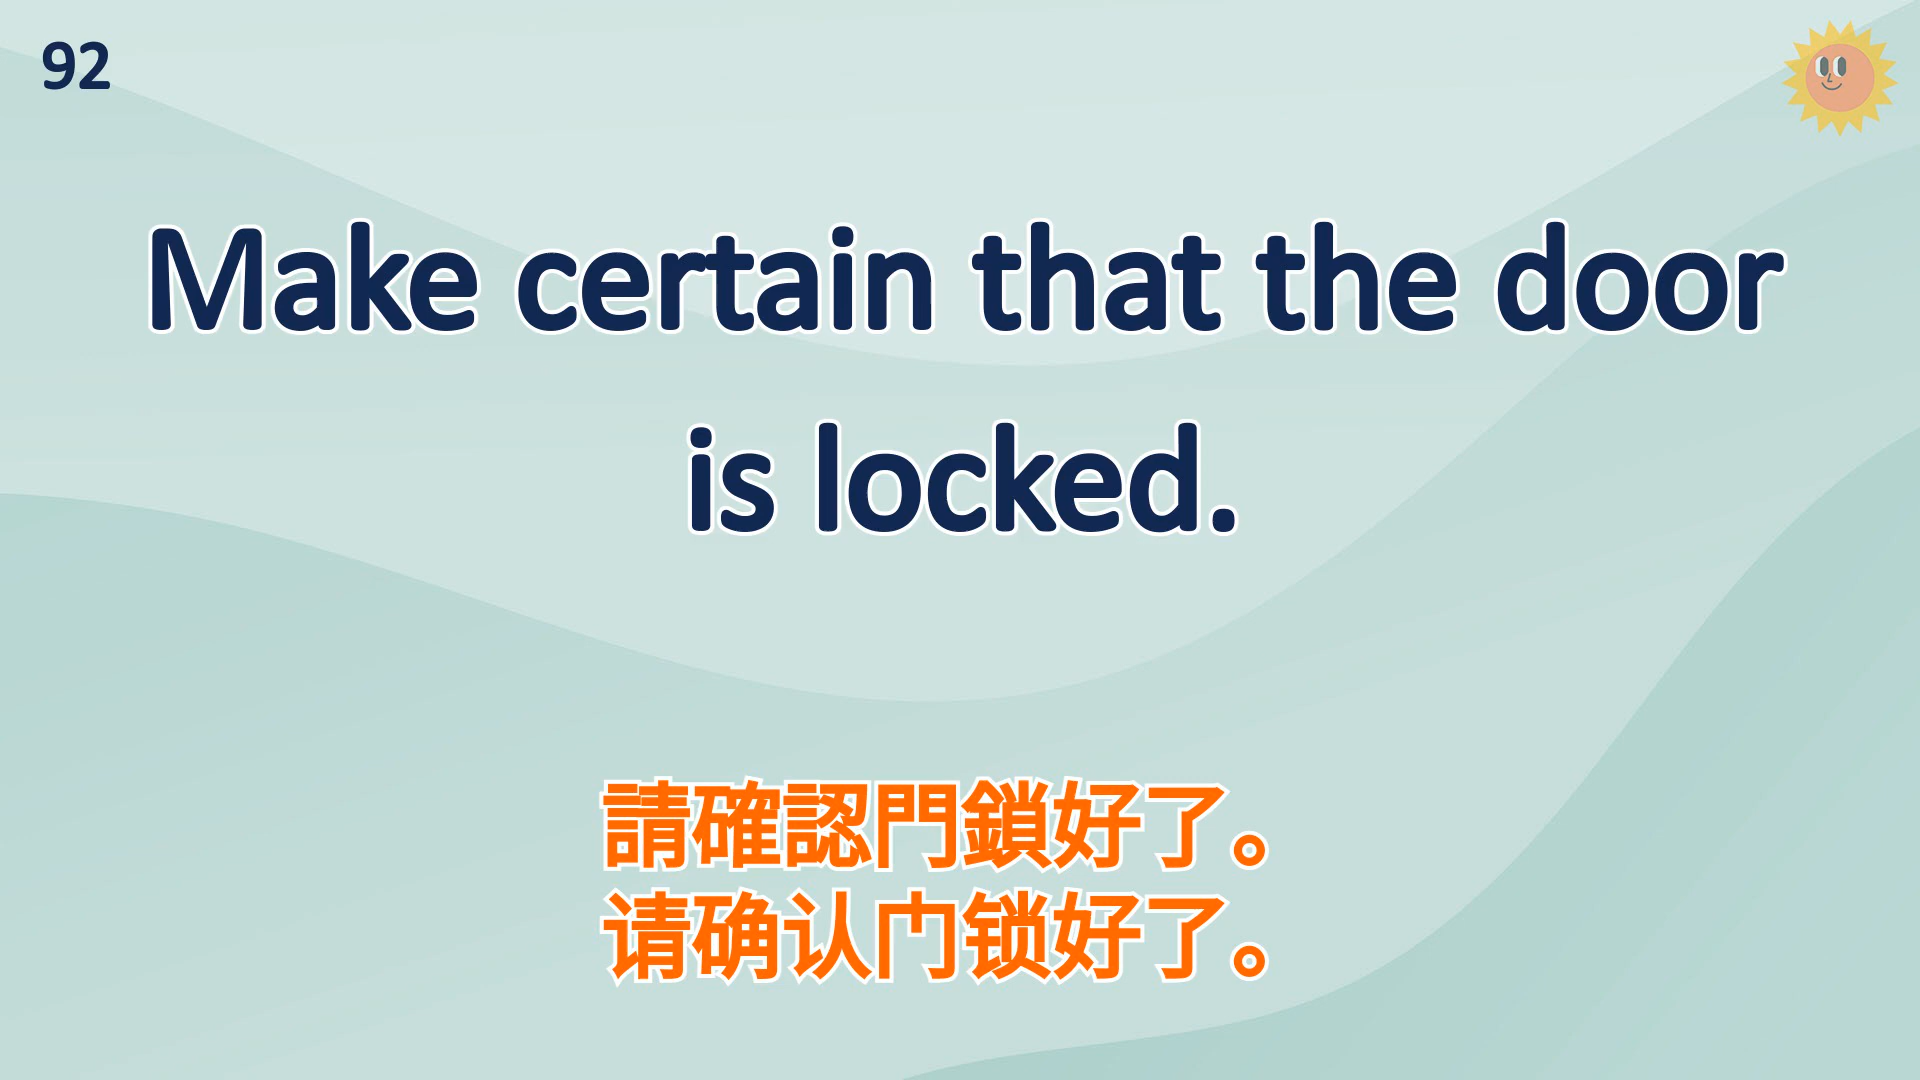 92
Make certain that the door
is locked.
請確認門鎖好了。
请确认门锁好了。